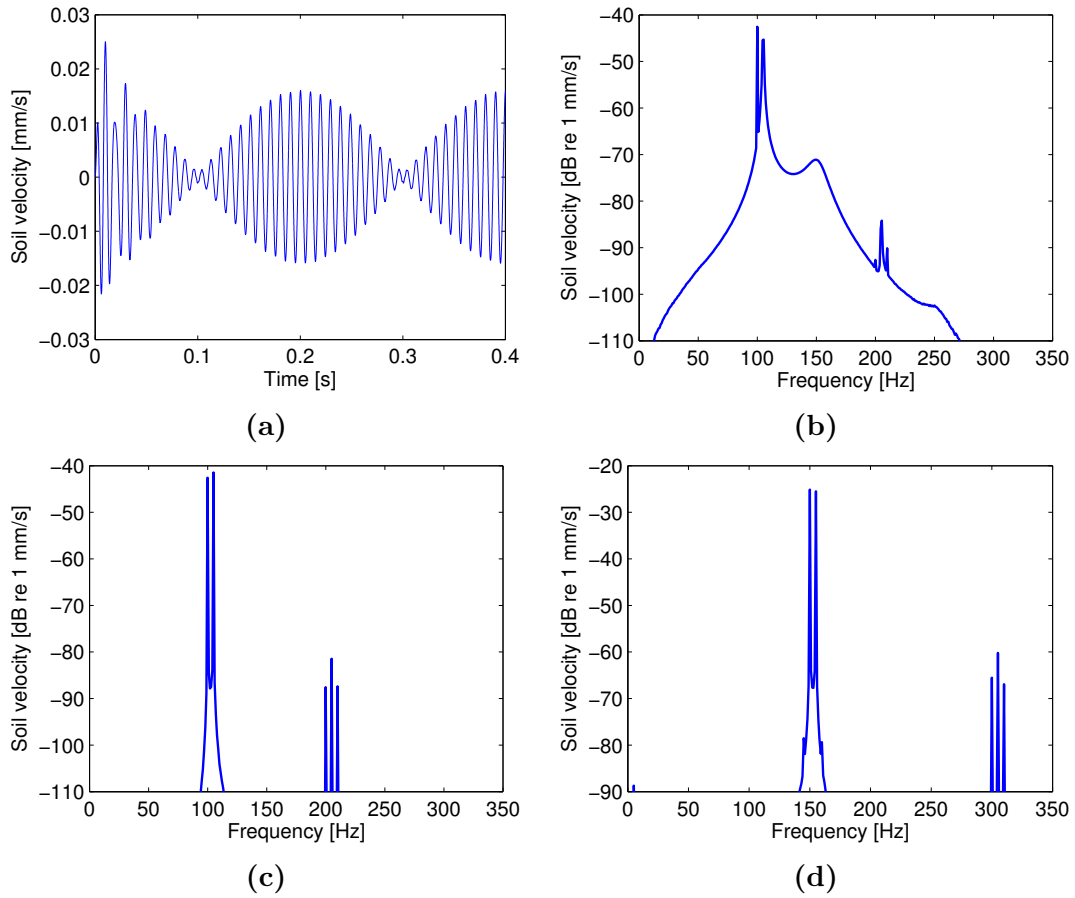 0.03
0.02
0.01
0
−0.01
−0.02
−0.03
Soil velocity [mm/s]
0 0.1 0.2 0.3 0.4
Time [s]
(a)
−40
−50
−60
−70
−80
−90
−100
−110
Soil velocity [dB re 1 mm/s]
0 50 100 150 200 250 300 350
Frequency [Hz]
(b)
−40
−50
−60
−70
−80
−90
−100
−110
Soil velocity [dB re 1 mm/s]
0 50 100 150 200 250 300 350
Frequency [Hz]
(c)
−20
−30
−40
−50
−60
−70
−80
−90
Soil velocity [dB re 1 mm/s]
0 50 100 150 200 250 300 350
Frequency [Hz]
(d)